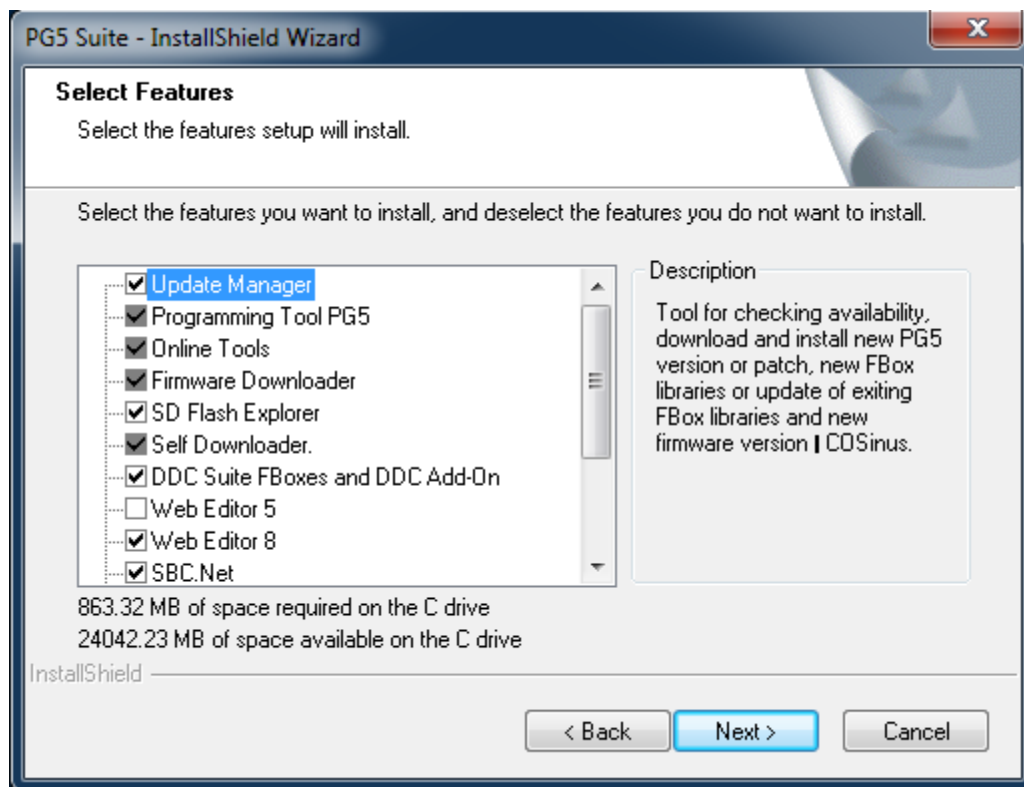 PG5 Suite - InstallShield Wizard
Select Features
Select the features setup will install.
Select the features you want to install, and deselect the features you do not want to install.
Update Manager
Programming Tool PG5
Online Tools
Firmware Downloader
SD Flash Explorer
Self Downloader.
DDC Suite FBoxes and DDC Add-On
Web Editor 5
Web Editor 8
SBC.Net
Description
Tool for checking availability,
download and install new PG5
version or patch, new FBox
libraries or update of exiting
FBox libraries and new
firmware version | COSinus.
863.32 MB of space required on the C drive
24042.23 MB of space available on the C drive
InstallShield
< Back
Next >
Cancel